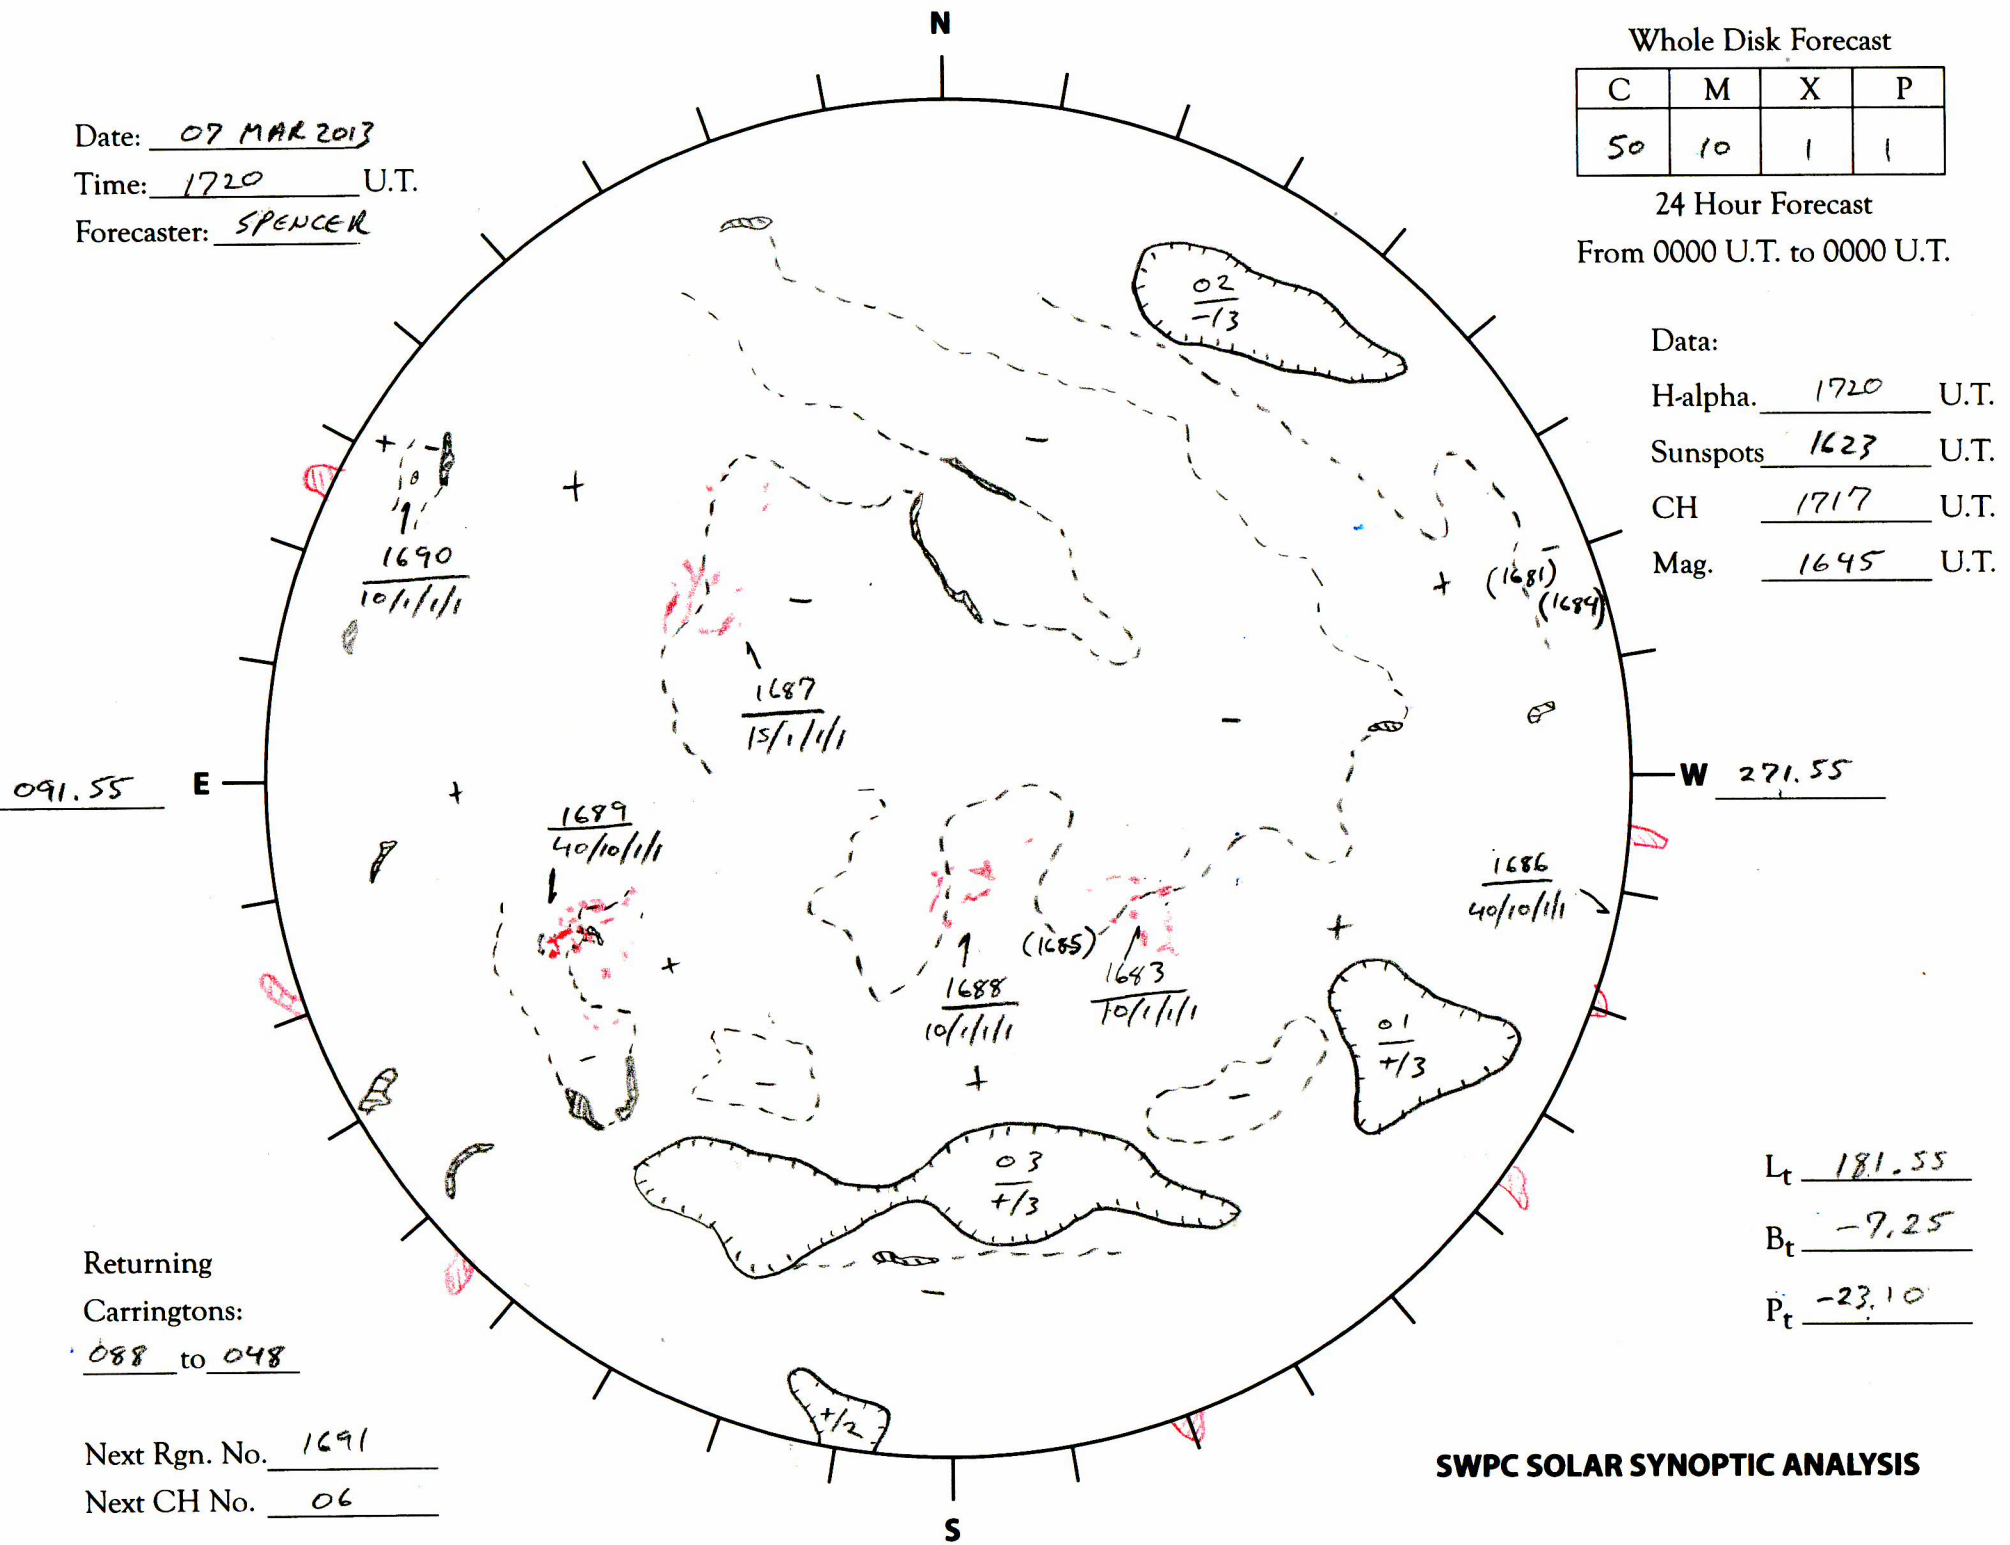 N
Whole Disk Forecast
C M X P
50 10 1 1
24 Hour Forecast
From 0000 U.T. to 0000 U.T.
Date: 07 MAR 2013
Time: 1720 U.T.
Forecaster: SPENCER
02
-/3
Data:
H-alpha. 1720 U.T.
Sunspots 1623 U.T.
CH 1717 U.T.
Mag. 1645 U.T.
+ -
+
-
1690
10/1/1/1
-
+
-
(1681)
(1684)
1687
15/1/1/1
-
091.55 E
W 271.55
+
1689
40/10/1/1
1686
40/10/1/1
+
+
(1685)
1688
10/1/1/1
1683
10/1/1/1
01
+/3
-
-
+
-
03
+/3
-
Lt 181.55
Bt -7.25
Pt -23.10
Returning
Carringtons:
088 to 048
+/2
Next Rgn. No. 1691
Next CH No. 06
SWPC SOLAR SYNOPTIC ANALYSIS
S